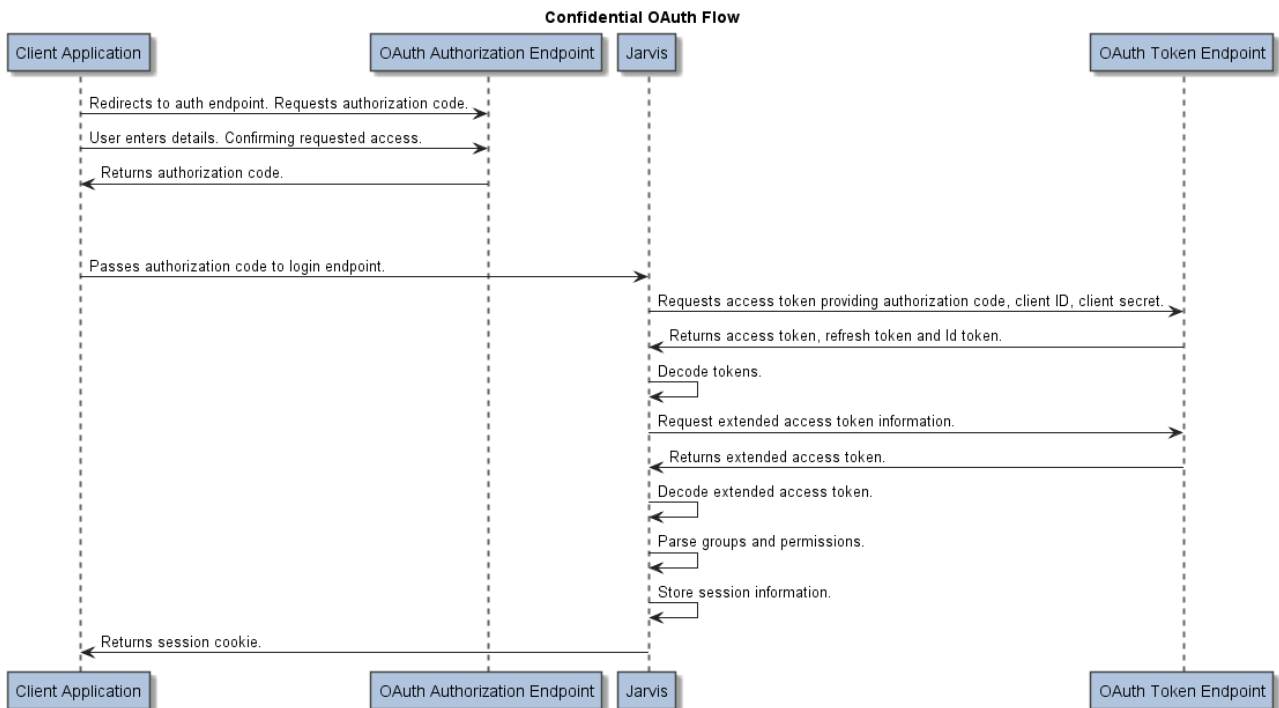 Confidential OAuth Flow
Client Application
OAuth Authorization Endpoint
Jarvis
OAuth Token Endpoint
Redirects to auth endpoint. Requests authorization code.
User enters details. Confirming requested access.
Returns authorization code.
Passes authorization code to login endpoint.
Requests access token providing authorization code, client ID, client secret.
Returns access token, refresh token and Id token.
Decode tokens.
Request extended access token information.
Returns extended access token.
Decode extended access token.
Parse groups and permissions.
Store session information.
Returns session cookie.
Client Application
OAuth Authorization Endpoint
Jarvis
OAuth Token Endpoint